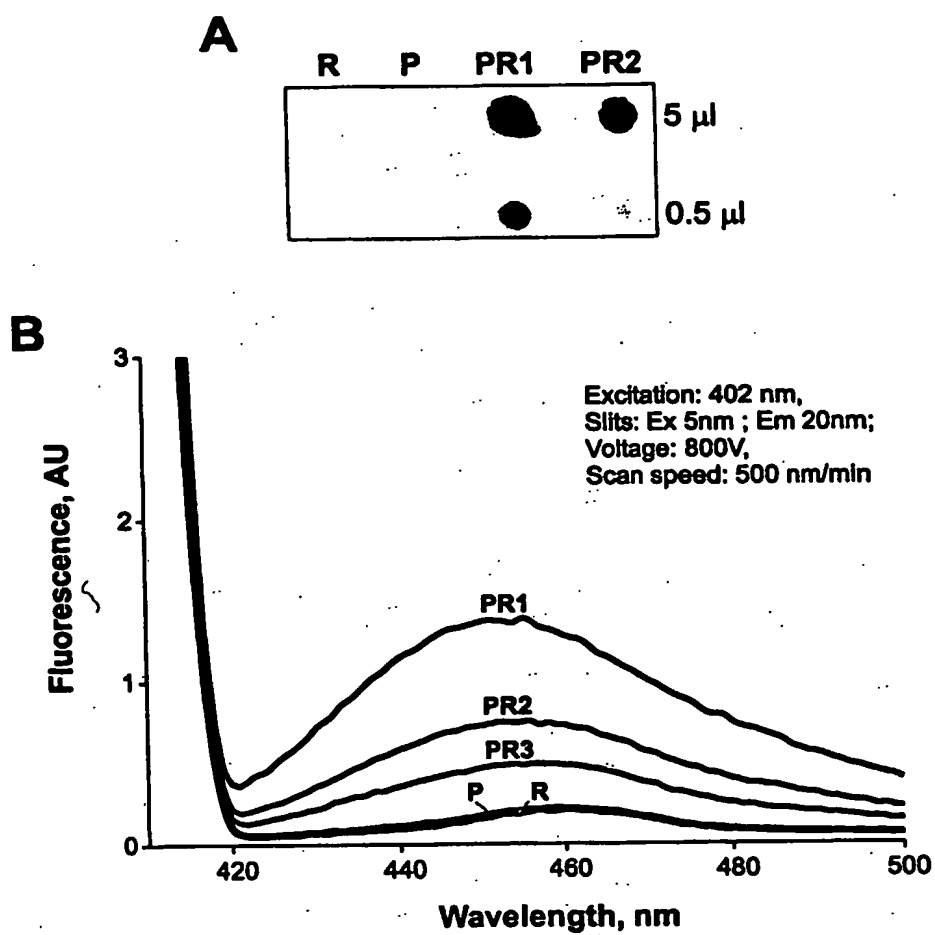 A
R P PR1 PR2
5 µl
0.5 µl
B
3
2
1
0
Fluorescence, AU
Excitation: 402 nm,
Slits: Ex 5nm ; Em 20nm;
Voltage: 800V,
Scan speed: 500 nm/min
PR1
PR2
PR3
P R
420 440 460 480 500
Wavelength, nm